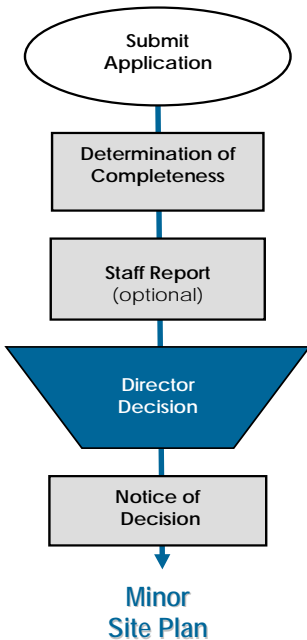 Submit
Application
Determination of
Completeness
Staff Report
(optional)
Director
Decision
Notice of
Decision
Minor
Site Plan